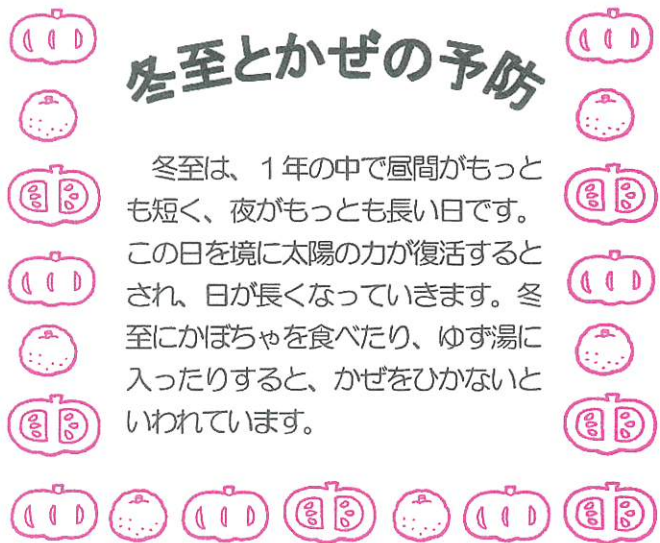 冬至とかぜの予防
　冬至は、１年の中で昼間がもっと
も短く、夜がもっとも長い日です。
この日を境に太陽の力が復活すると
され、日が長くなっていきます。冬
至にかぼちゃを食べたり、ゆず湯に
入ったりすると、かぜをひかないと
いわれています。